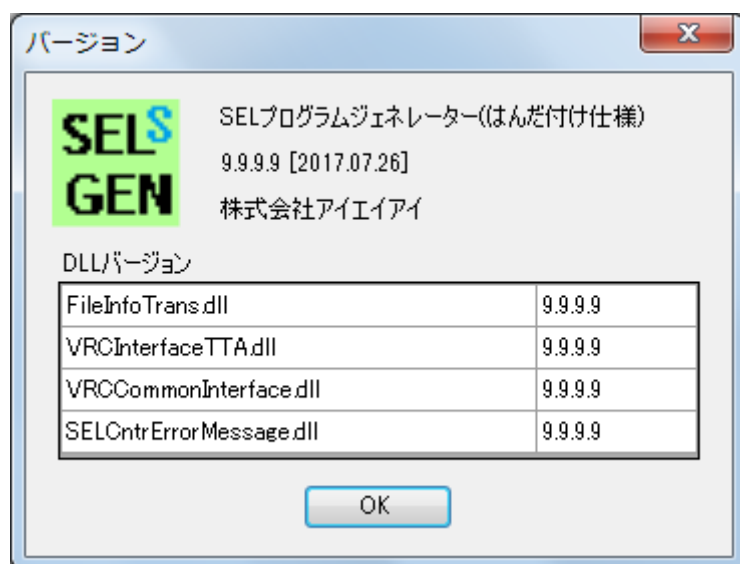 バージョン
SELS
GEN
SELプログラムジェネレーター(はんだ付け仕様)
9.9.9.9 [2017.07.26]
株式会社アイエイアイ
DLLバージョン
FileInfoTrans.dll 9.9.9.9
VRCInterfaceTTA.dll 9.9.9.9
VRCCommonInterface.dll 9.9.9.9
SELCntrErrorMessage.dll 9.9.9.9
OK